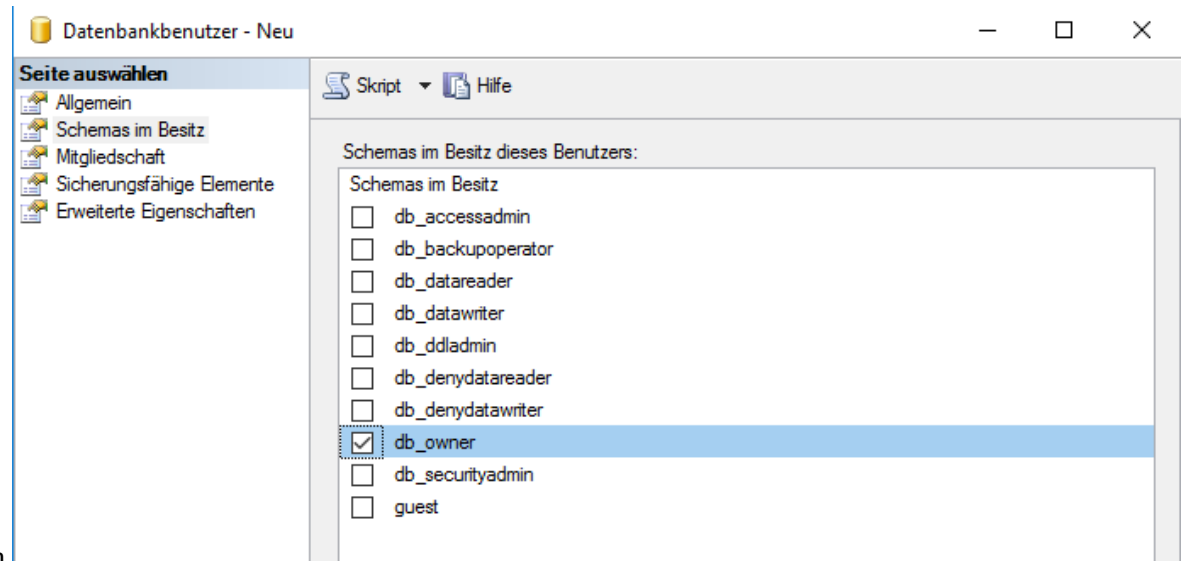 Datenbankbenutzer - Neu
Seite auswählen
Allgemein
Schemas im Besitz
Mitgliedschaft
Sicherungsfähige Elemente
Erweiterte Eigenschaften
Skript Hilfe
Schemas im Besitz dieses Benutzers:
Schemas im Besitz
db_accessadmin
db_backupoperator
db_datareader
db_datawriter
db_ddladmin
db_denydatareader
db_denydatawriter
db_owner
db_securityadmin
guest